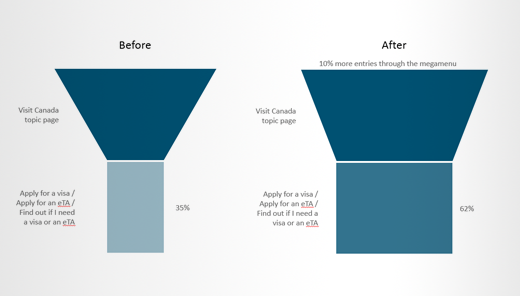 Before
Visit Canada
topic page
Apply for a visa /
Apply for an eTA /
Find out if I need
a visa or an eTA
35%
After
10% more entries through the megamenu
Visit Canada
topic page
Apply for a visa /
Apply for an eTA /
Find out if I need a
visa or an eTA
62%